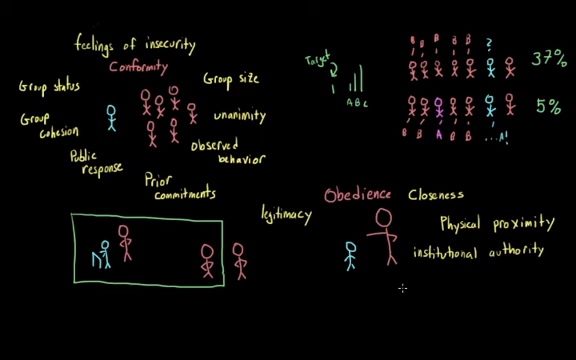 feelings of insecurity
Conformity
Group status
Group size
Group
cohesion
unanimity
Public
response
observed
behavior
Prior
commitments
Target
A B C
B B B B B ?
37%
5%
B B A B B ...A!
Obedience
Closeness
legitimacy
Physical proximity
institutional authority